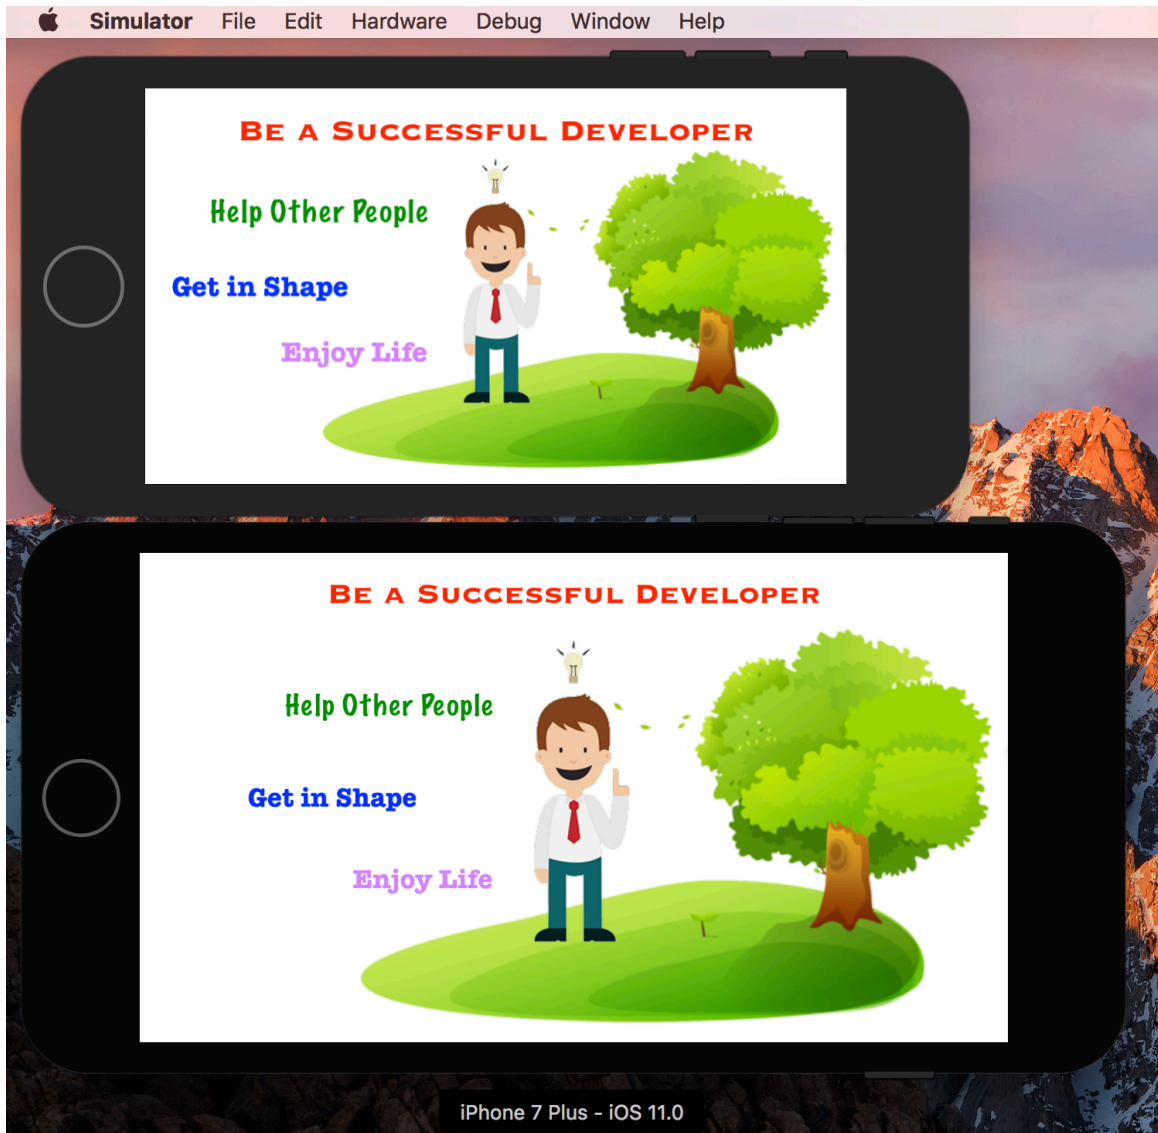 Simulator File Edit Hardware Debug Window Help
Be a Successful Developer
Help Other People
Get in Shape
Enjoy Life
Be a Successful Developer
Help Other People
Get in Shape
Enjoy Life
iPhone 7 Plus - iOS 11.0